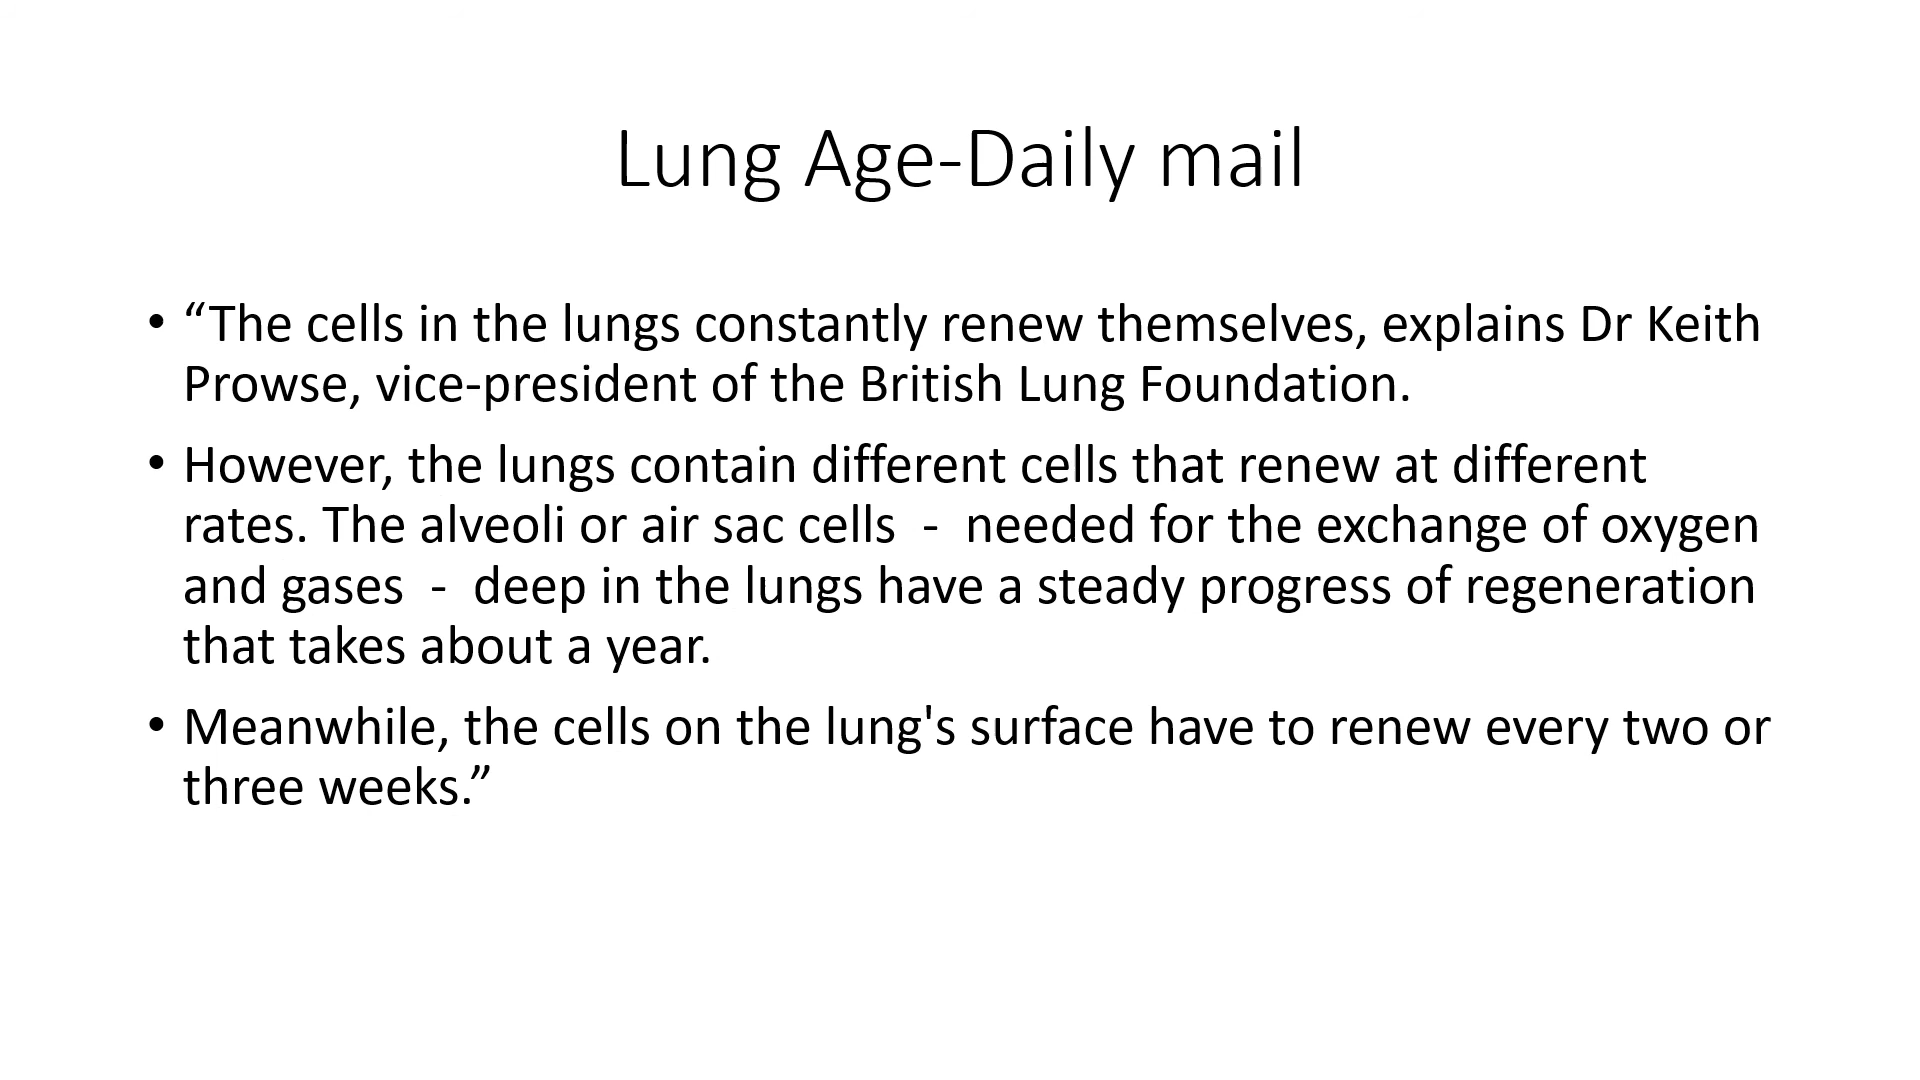 Lung Age-Daily mail
• “The cells in the lungs constantly renew themselves, explains Dr Keith
Prowse, vice-president of the British Lung Foundation.
• However, the lungs contain different cells that renew at different
rates. The alveoli or air sac cells  -  needed for the exchange of oxygen
and gases  -  deep in the lungs have a steady progress of regeneration
that takes about a year.
• Meanwhile, the cells on the lung's surface have to renew every two or
three weeks.”